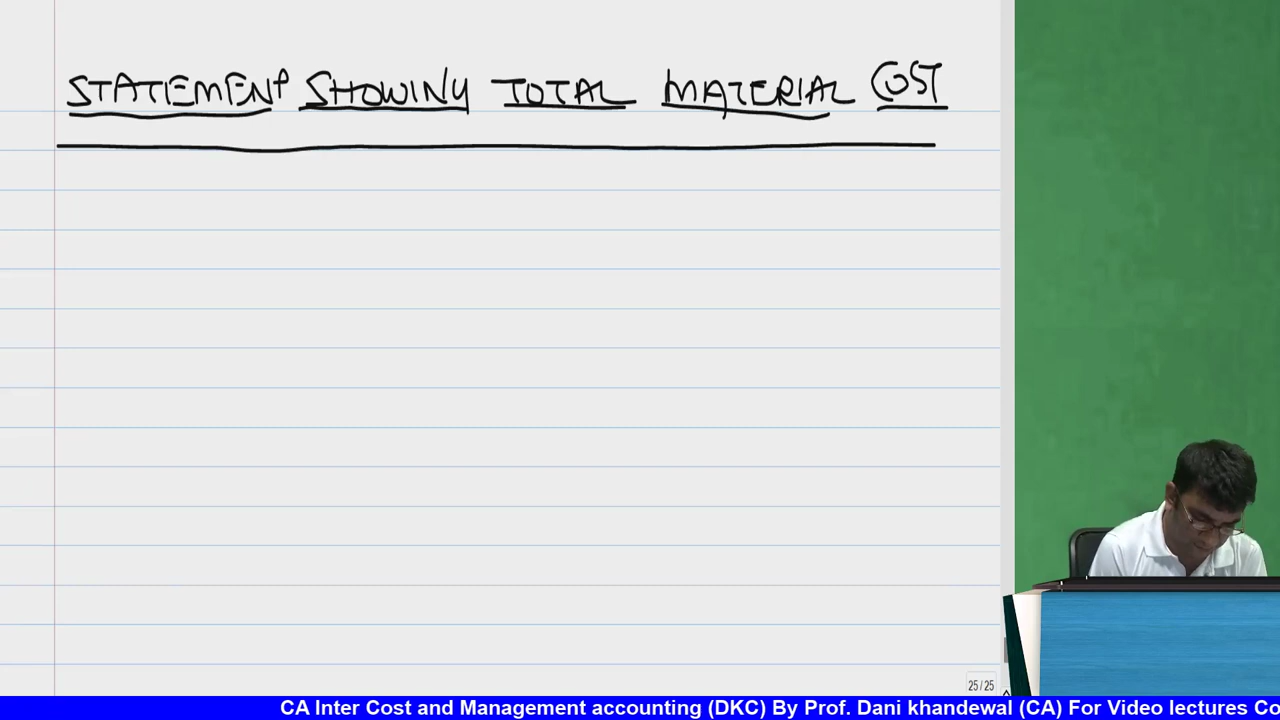 STATEMENT SHOWING TOTAL MATERIAL COST
25/25
CA Inter Cost and Management accounting (DKC) By Prof. Dani khandewal (CA) For Video lectures Co